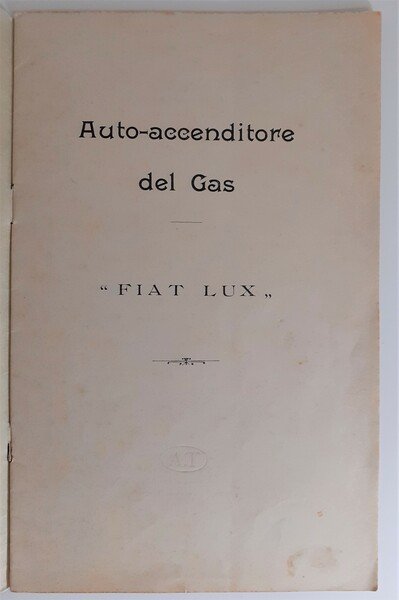 Auto-accenditore
del Gas
“ FIAT LUX „
A.T